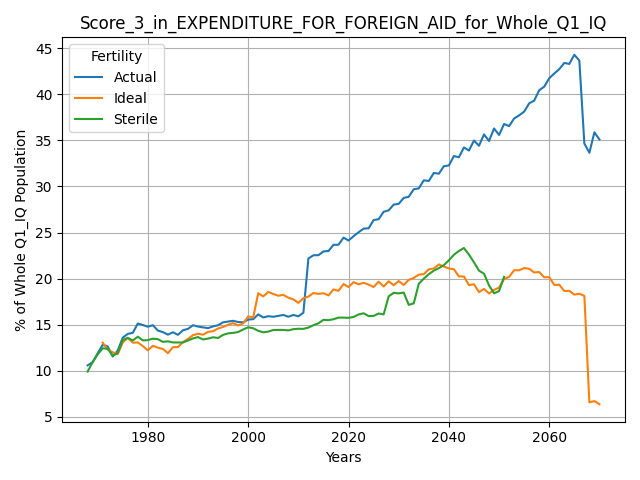 Score_3_in_EXPENDITURE_FOR_FOREIGN_AID_for_Whole_Q1_IQ
Fertility
Actual
Ideal
Sterile
% of Whole Q1_IQ Population
45
40
35
30
25
20
15
10
5
1980
2000
2020
2040
2060
Years